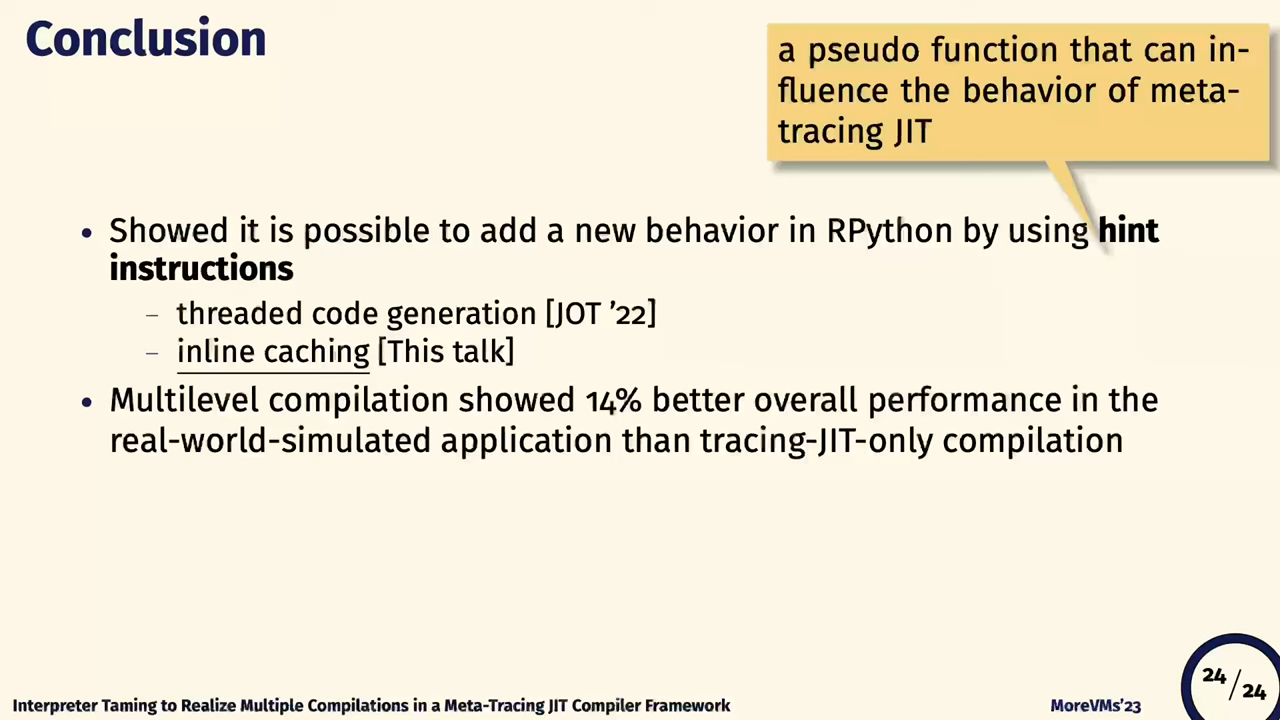 Conclusion
a pseudo function that can in-
fluence the behavior of meta-
tracing JIT
• Showed it is possible to add a new behavior in RPython by using hint
instructions
– threaded code generation [JOT ’22]
– inline caching [This talk]
• Multilevel compilation showed 14% better overall performance in the
real-world-simulated application than tracing-JIT-only compilation
Interpreter Taming to Realize Multiple Compilations in a Meta-Tracing JIT Compiler Framework
MoreVMs’23
24/24